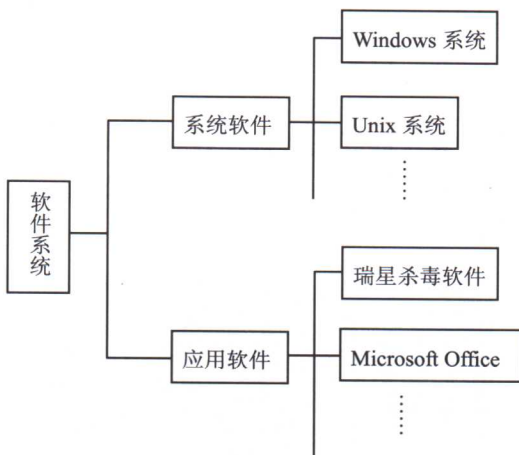 软件系统
系统软件
Windows 系统
Unix 系统
应用软件
瑞星杀毒软件
Microsoft Office